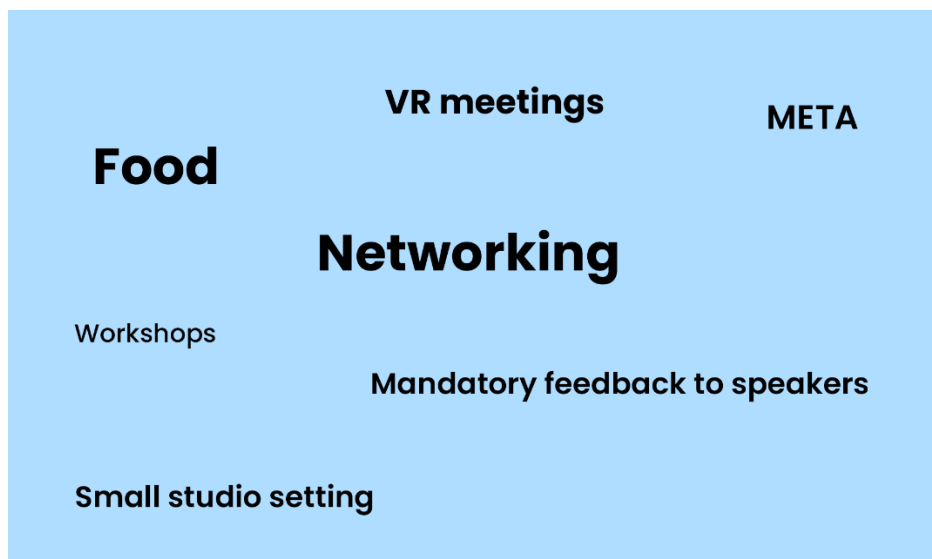 VR meetings
META
Food
Networking
Workshops
Mandatory feedback to speakers
Small studio setting